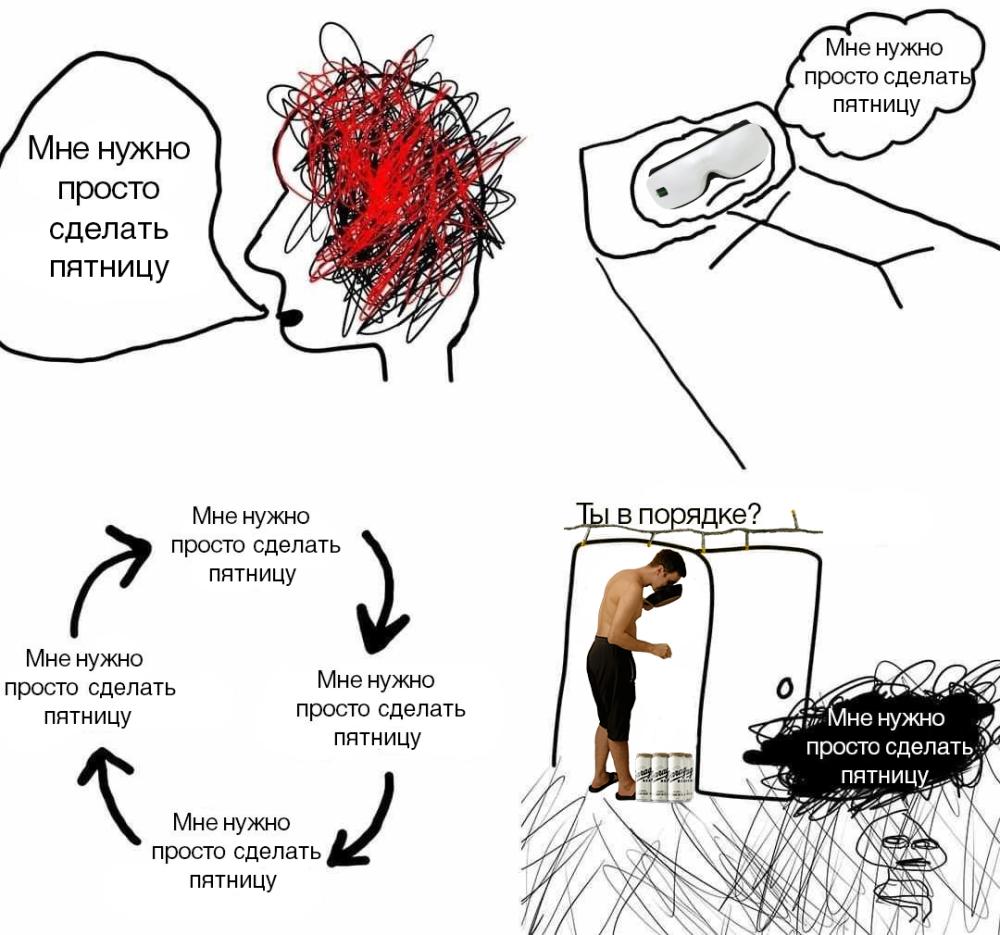 Мне нужно
просто
сделать
пятницу
Мне нужно
просто сделать
пятницу
Мне нужно
просто сделать
пятницу
Мне нужно
просто сделать
пятницу
Мне нужно
просто сделать
пятницу
Мне нужно
просто сделать
пятницу
Ты в порядке?
Мне нужно
просто сделать
пятницу